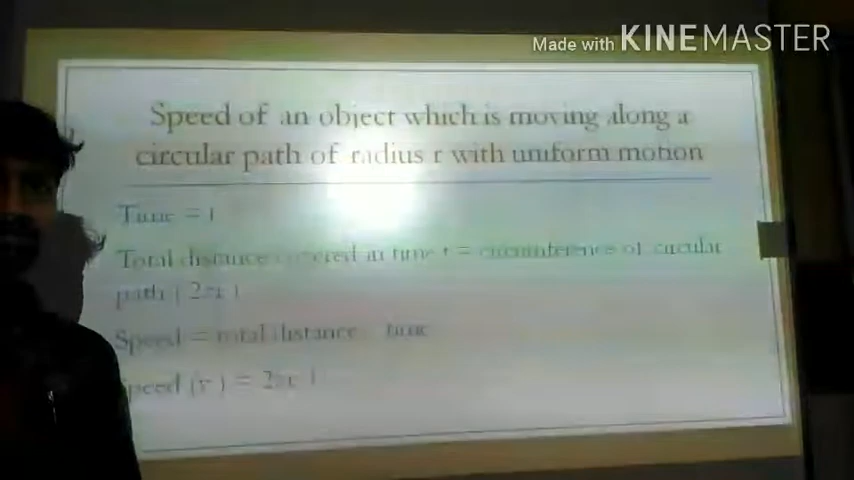 Made with KINEMASTER
Speed of an object which is moving along a
circular path of radius r with uniform motion
Time = t
Total distance covered in time t = circumference of circular
path ( 2πr )
Speed = total distance time
Speed (v) = 2πr